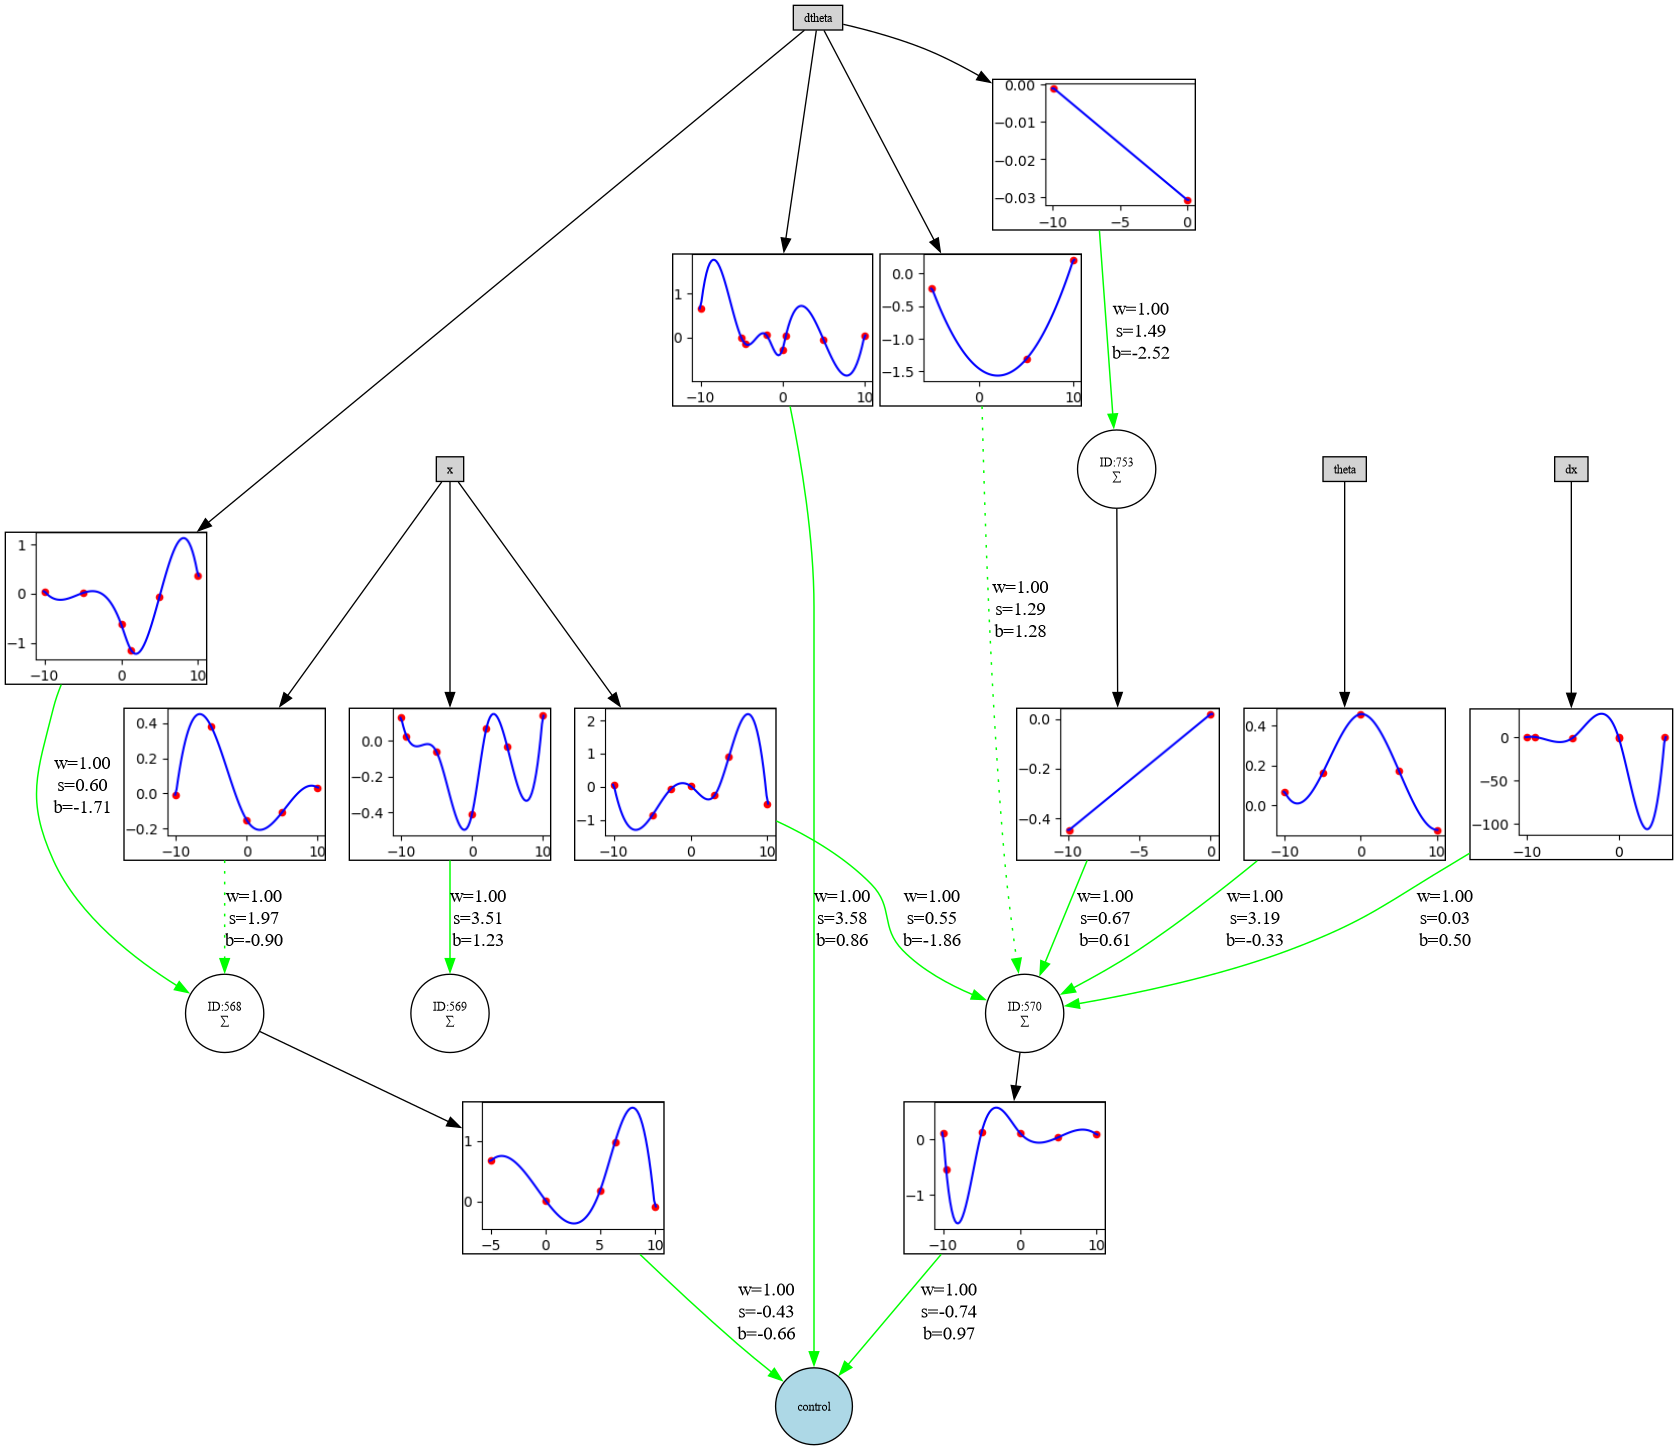 dtheta
0.00
−0.01
−0.02
−0.03
−10 −5 0
w=1.00
s=1.49
b=-2.52
1
0
−10 0 10
0.0
−0.5
−1.0
−1.5
0 10
ID:753
∑
x
theta
dx
1
0
−1
−10 0 10
w=1.00
s=1.29
b=1.28
w=1.00
s=0.60
b=-1.71
0.4
0.2
0.0
−0.2
−10 0 10
0.0
−0.2
−0.4
−10 0 10
2
1
0
−1
−10 0 10
0.0
−0.2
−0.4
−10 −5 0
0.4
0.2
0.0
−10 0 10
0
−50
−100
−10 0
w=1.00
s=1.97
b=-0.90
w=1.00
s=3.51
b=1.23
w=1.00
s=3.58
b=0.86
w=1.00
s=0.55
b=-1.86
w=1.00
s=0.67
b=0.61
w=1.00
s=3.19
b=-0.33
w=1.00
s=0.03
b=0.50
ID:568
∑
ID:569
∑
ID:570
∑
1
0
−5 0 5 10
0
−1
−10 0 10
w=1.00
s=-0.43
b=-0.66
w=1.00
s=-0.74
b=0.97
control